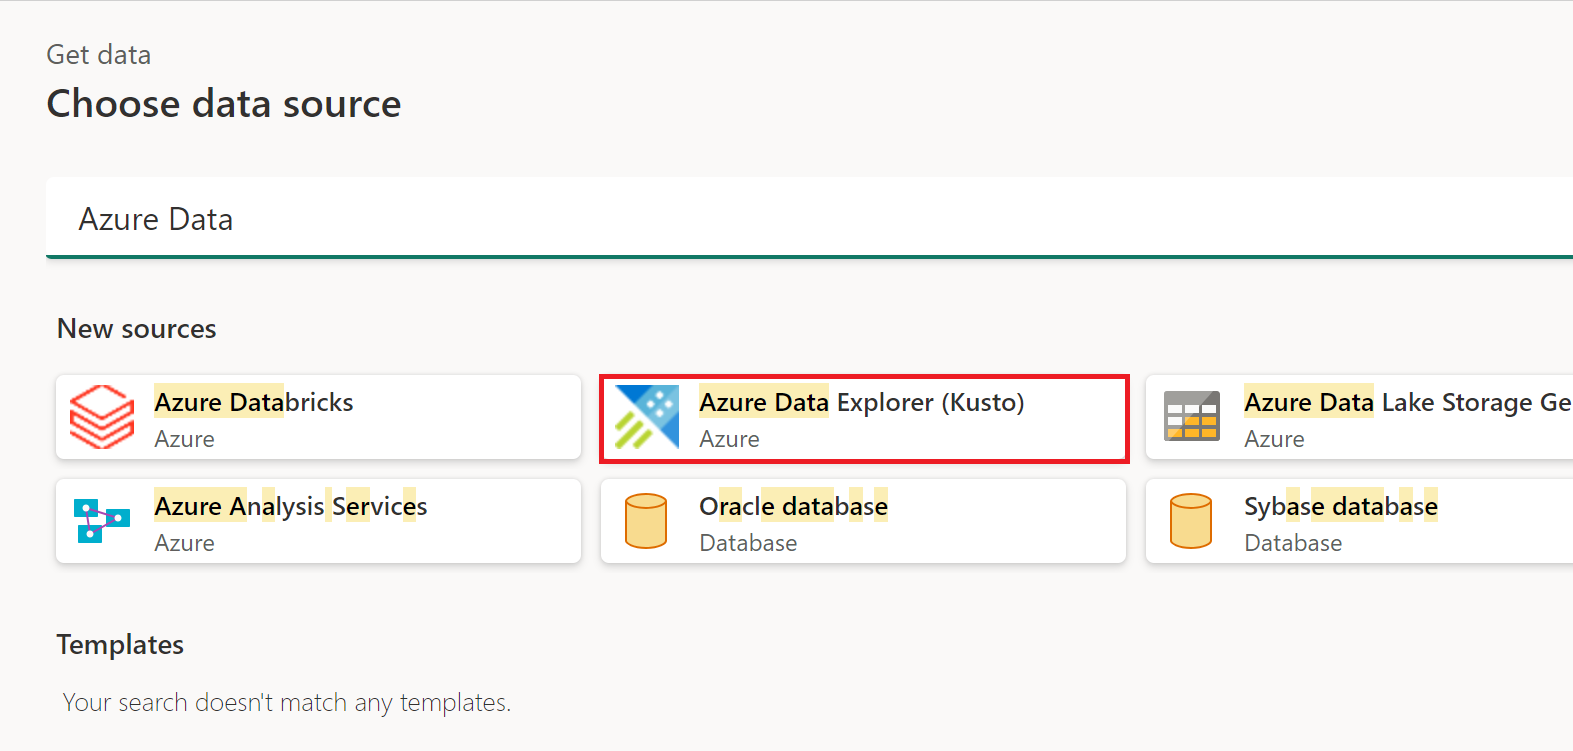 Get data
Choose data source
Azure Data
New sources
Azure Databricks
Azure
Azure Data Explorer (Kusto)
Azure
Azure Data Lake Storage Ge
Azure
Azure Analysis Services
Azure
Oracle database
Database
Sybase database
Database
Templates
Your search doesn't match any templates.